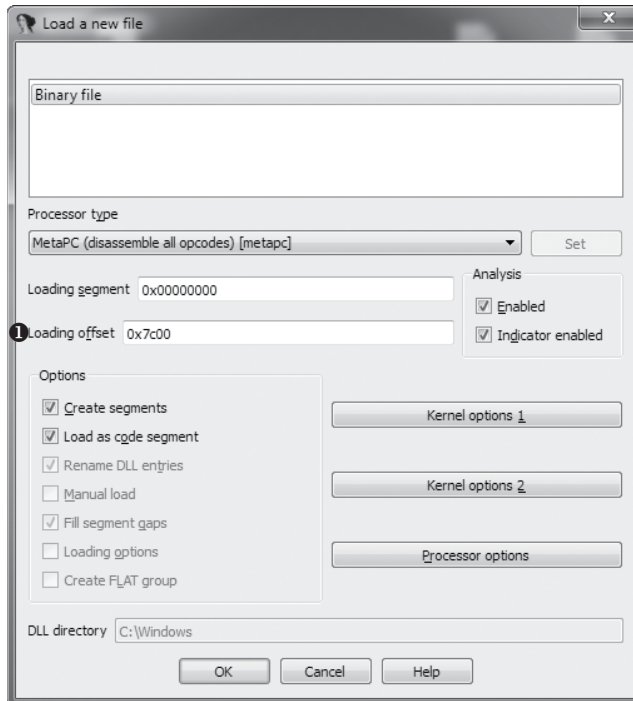 Load a new file
x
Binary file
Processor type
MetaPC (disassemble all opcodes) [metapc]
Set
Loading segment 0x00000000
❶ Loading offset 0x7c00
Analysis
Enabled
Indicator enabled
Options
Create segments
Load as code segment
Rename DLL entries
Manual load
Fill segment gaps
Loading options
Create FLAT group
Kernel options 1
Kernel options 2
Processor options
DLL directory C:\Windows
OK Cancel Help